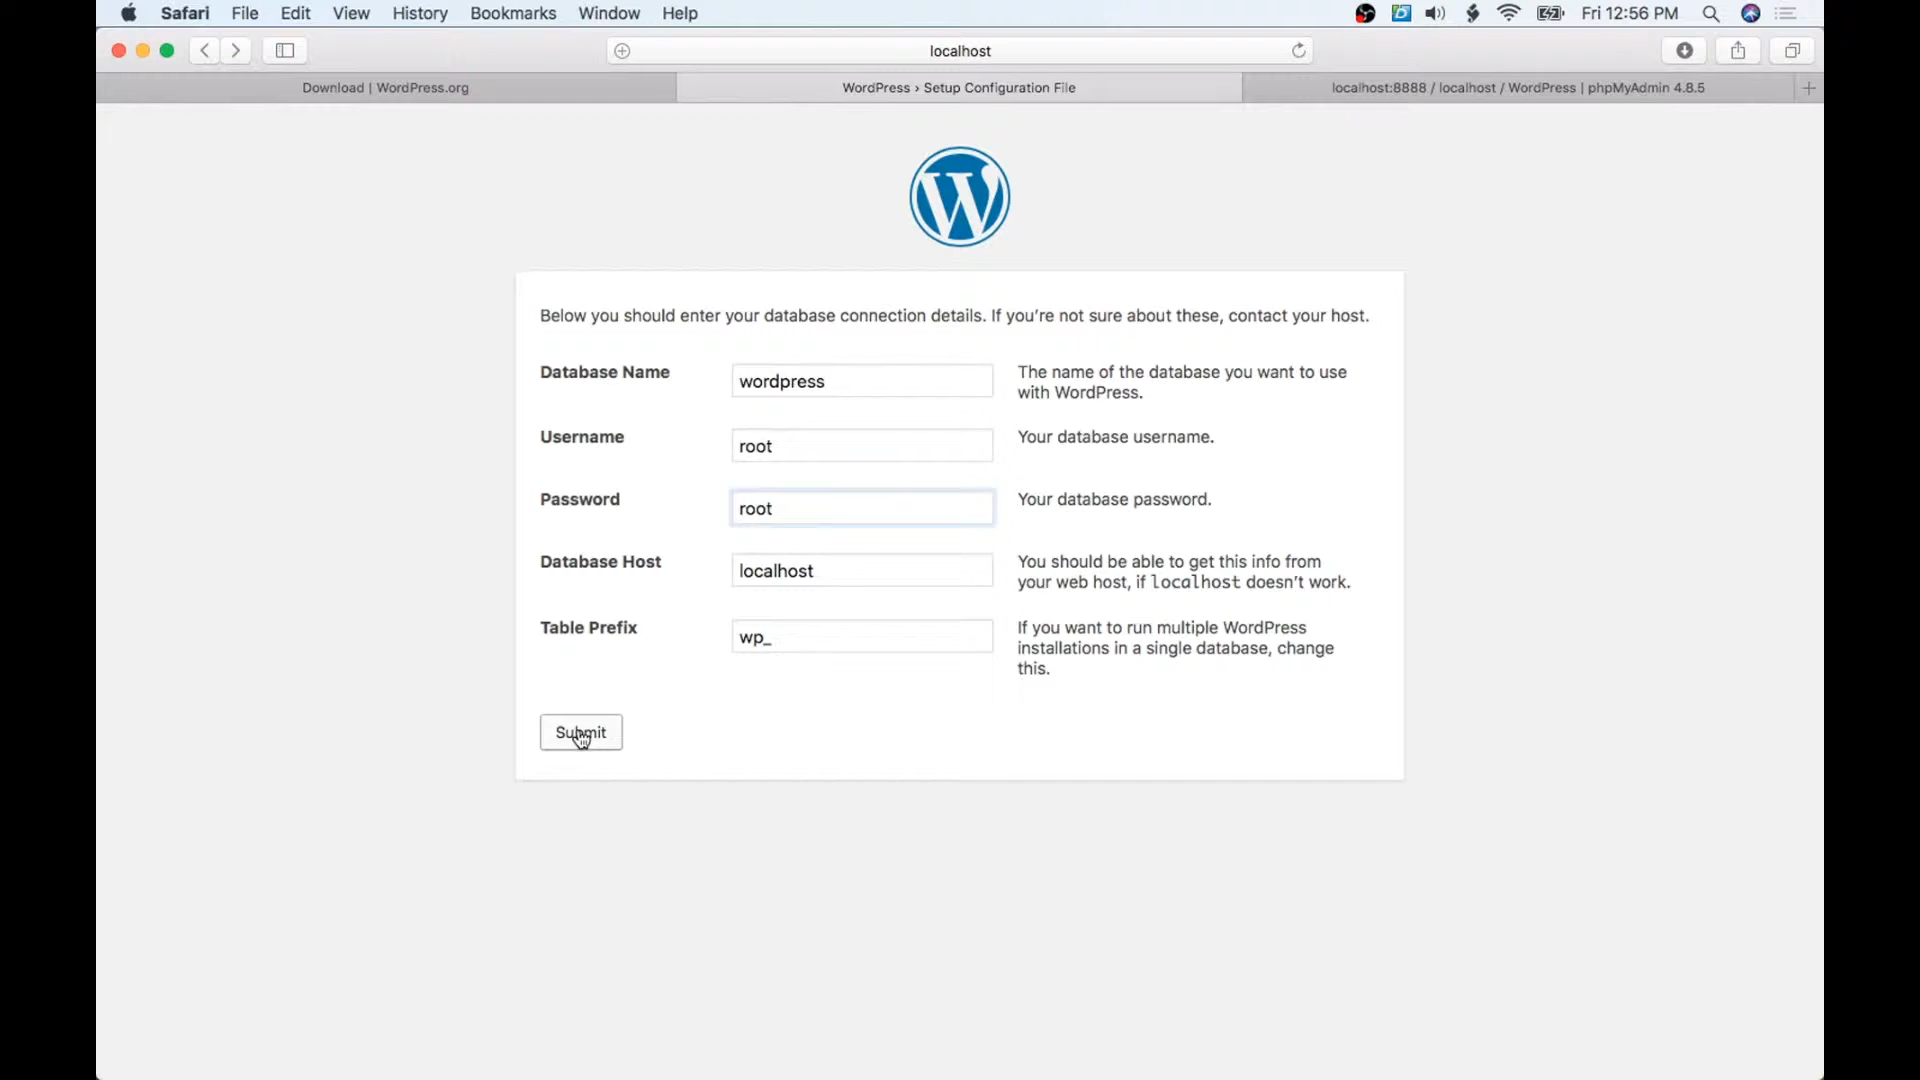 Safari File Edit View History Bookmarks Window Help Fri 12:56 PM
localhost
Download | WordPress.org
WordPress › Setup Configuration File
localhost:8888 / localhost / WordPress | phpMyAdmin 4.8.5
W
Below you should enter your database connection details. If you’re not sure about these, contact your host.
Database Name wordpress The name of the database you want to use
with WordPress.
Username root Your database username.
Password root Your database password.
Database Host localhost You should be able to get this info from
your web host, if localhost doesn’t work.
Table Prefix wp_ If you want to run multiple WordPress
installations in a single database, change
this.
Submit